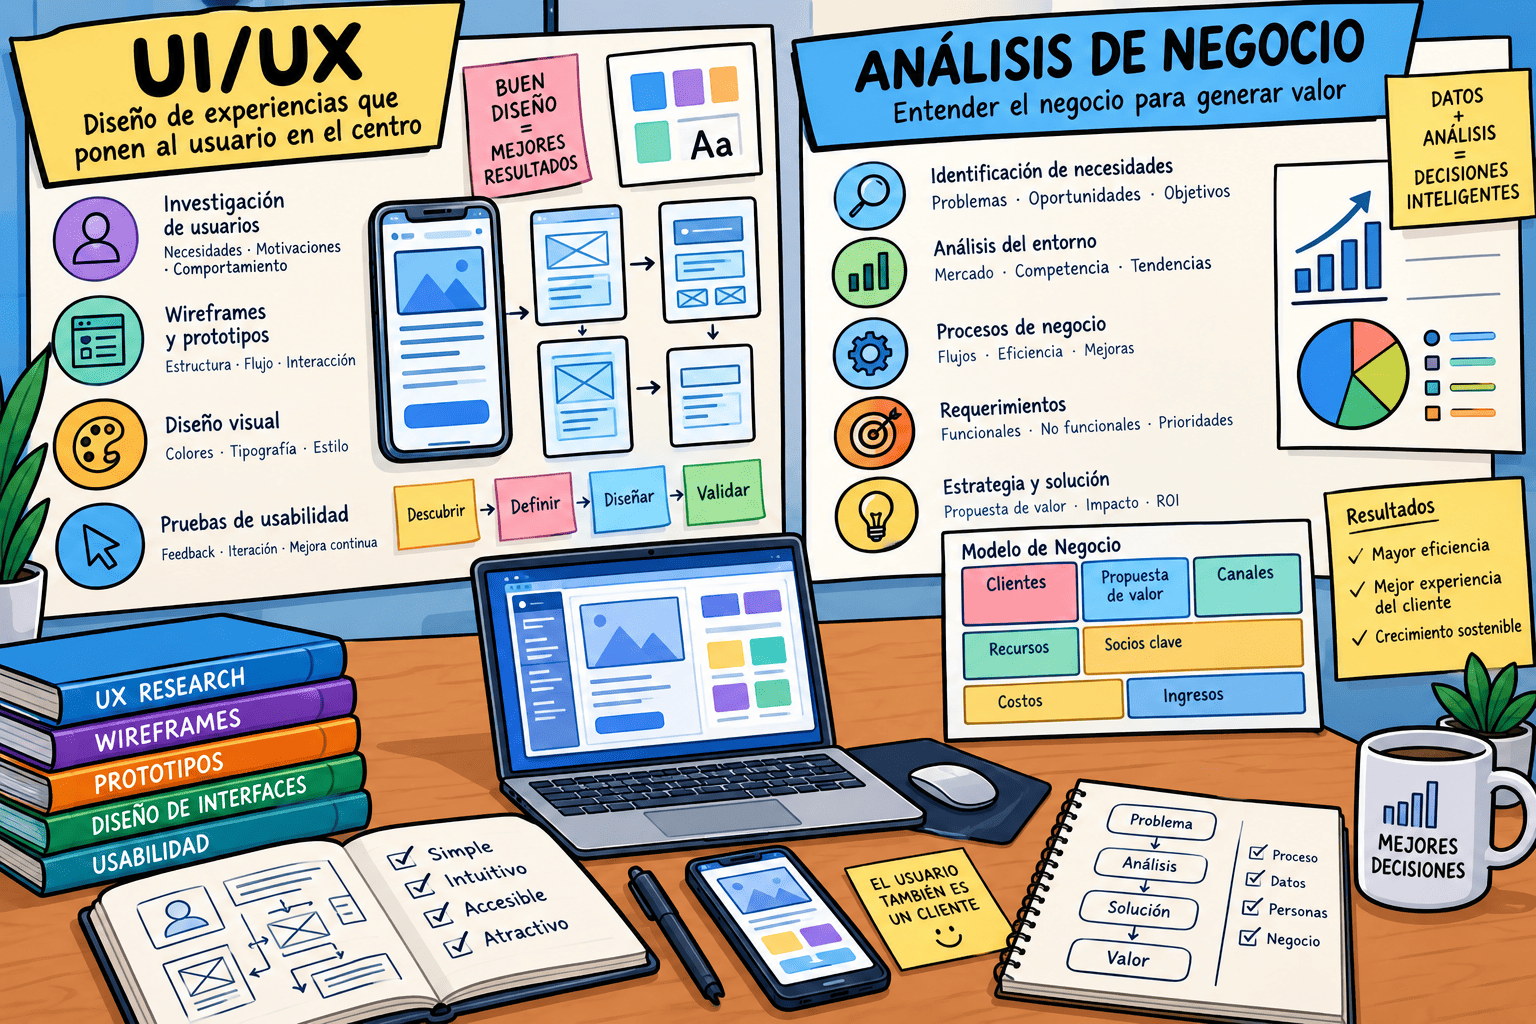 UI/UX
Diseño de experiencias que
ponen al usuario en el centro
BUEN
DISEÑO
=
MEJORES
RESULTADOS
Aa
Investigación
de usuarios
Necesidades · Motivaciones
· Comportamiento
Wireframes
y prototipos
Estructura · Flujo · Interacción
Diseño visual
Colores · Tipografía · Estilo
Pruebas de usabilidad
Feedback · Iteración · Mejora continua
Descubrir
Definir
Diseñar
Validar
ANÁLISIS DE NEGOCIO
Entender el negocio para generar valor
DATOS
+
ANÁLISIS
=
DECISIONES
INTELIGENTES
Identificación de necesidades
Problemas · Oportunidades · Objetivos
Análisis del entorno
Mercado · Competencia · Tendencias
Procesos de negocio
Flujos · Eficiencia · Mejoras
Requerimientos
Funcionales · No funcionales · Prioridades
Estrategia y solución
Propuesta de valor · Impacto · ROI
Modelo de Negocio
Clientes
Propuesta
de valor
Canales
Recursos
Socios clave
Costos
Ingresos
Resultados
Mayor eficiencia
Mejor experiencia
del cliente
Crecimiento sostenible
UX RESEARCH
WIREFRAMES
PROTOTIPOS
DISEÑO DE INTERFACES
USABILIDAD
Simple
Intuitivo
Accesible
Atractivo
EL USUARIO
TAMBIÉN ES
UN CLIENTE
Problema
Análisis
Solución
Valor
Proceso
Datos
Personas
Negocio
MEJORES
DECISIONES